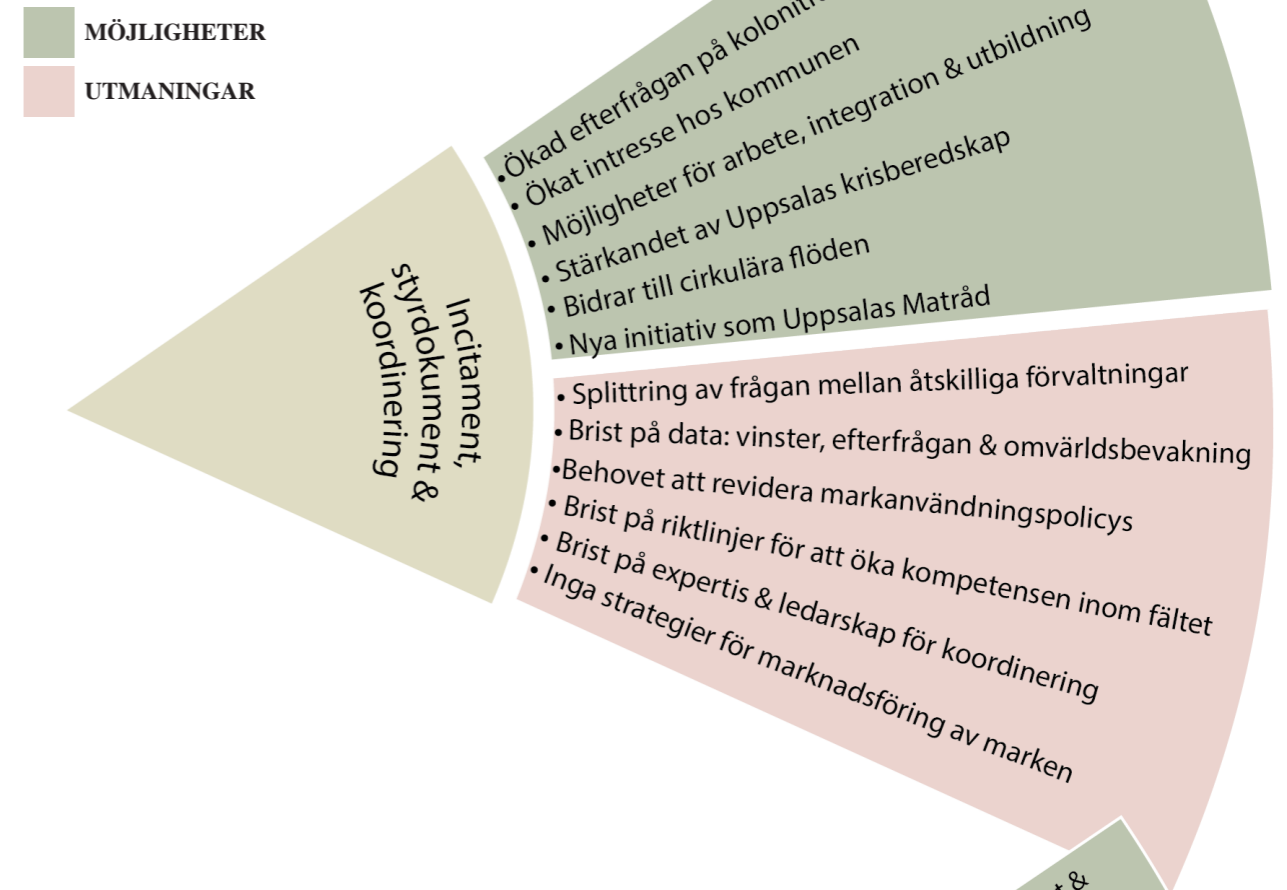 MÖJLIGHETER
UTMANINGAR
Incitament,
styrdokument &
koordinering
•Ökad efterfrågan på
• Ökat intresse hos kommunen
• Möjligheter för arbete, integration & utbildning
• Stärkandet av Uppsalas krisberedskap
• Bidrar till cirkulära flöden
• Nya initiativ som Uppsalas Matråd
• Splittring av frågan mellan åtskilliga förvaltningar
• Brist på data: vinster, efterfrågan & omvärldsbevakning
•Behovet att revidera markanvändningspolicys
• Brist på riktlinjer för att öka kompetensen inom fältet
• Brist på expertis & ledarskap för koordinering
• Inga strategier för marknadsföring av marken
&